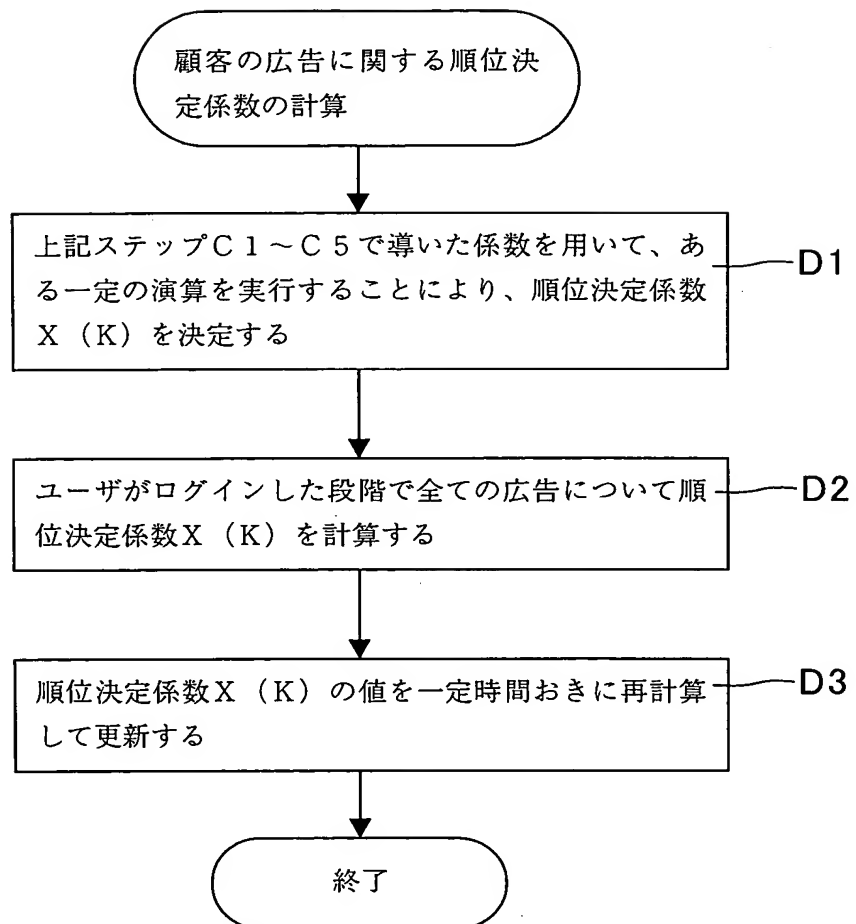 顧客の広告に関する順位決
定係数の計算
上記ステップC1~C5で導いた係数を用いて、あ
る一定の演算を実行することにより、順位決定係数
X(K)を決定する
D1
ユーザがログインした段階で全ての広告について順
位決定係数X(K)を計算する
D2
順位決定係数X(K)の値を一定時間おきに再計算
して更新する
D3
終了